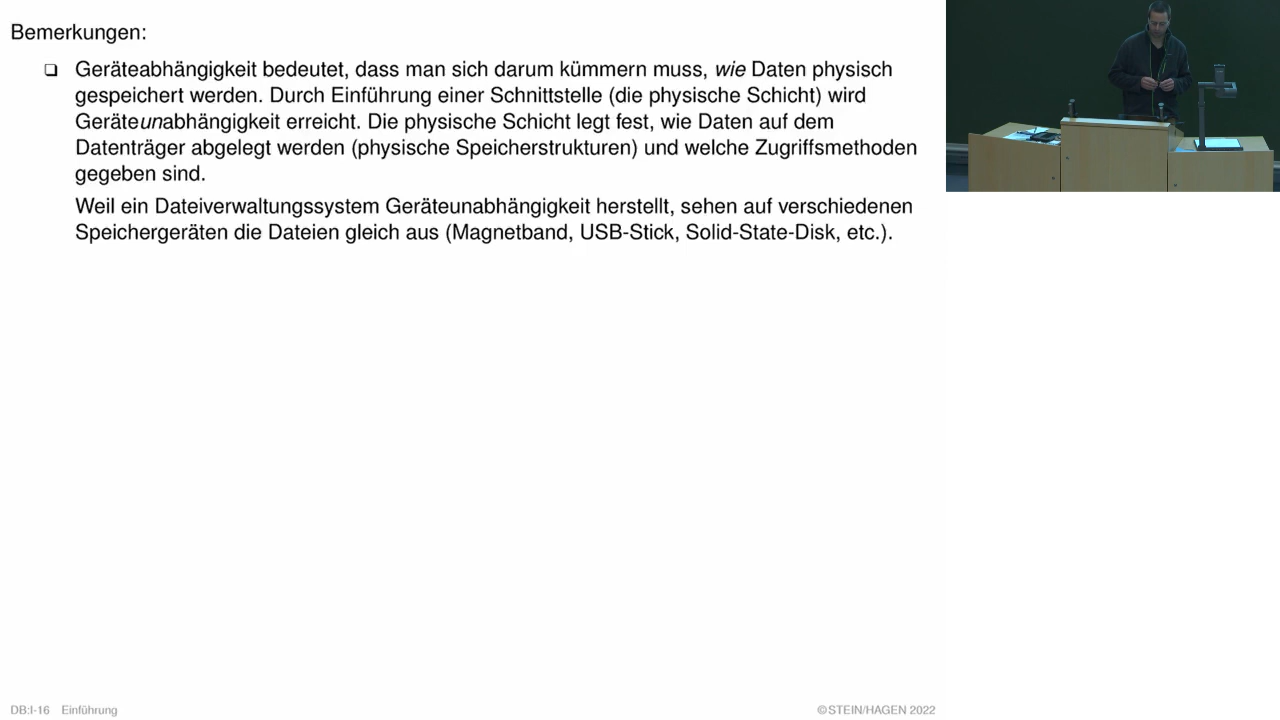 Bemerkungen:
❑ Geräteabhängigkeit bedeutet, dass man sich darum kümmern muss, wie Daten physisch
gespeichert werden. Durch Einführung einer Schnittstelle (die physische Schicht) wird
Geräteunabhängigkeit erreicht. Die physische Schicht legt fest, wie Daten auf dem
Datenträger abgelegt werden (physische Speicherstrukturen) und welche Zugriffsmethoden
gegeben sind.
Weil ein Dateiverwaltungssystem Geräteunabhängigkeit herstellt, sehen auf verschiedenen
Speichergeräten die Dateien gleich aus (Magnetband, USB-Stick, Solid-State-Disk, etc.).
DB:I-16 Einführung ©STEIN/HAGEN 2022